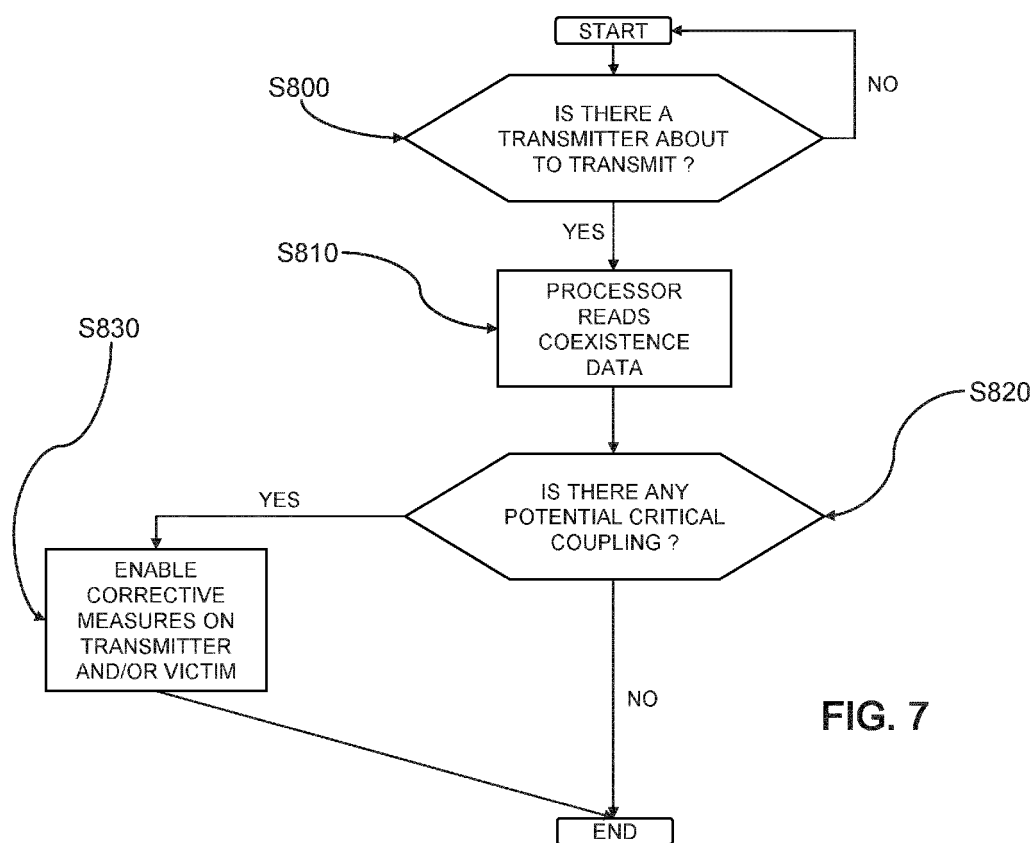 START
NO
S800
IS THERE A
TRANSMITTER ABOUT
TO TRANSMIT ?
YES
S810
PROCESSOR
READS
COEXISTENCE
DATA
S830
S820
IS THERE ANY
POTENTIAL CRITICAL
COUPLING ?
YES
ENABLE
CORRECTIVE
MEASURES ON
TRANSMITTER
AND/OR VICTIM
NO
FIG. 7
END